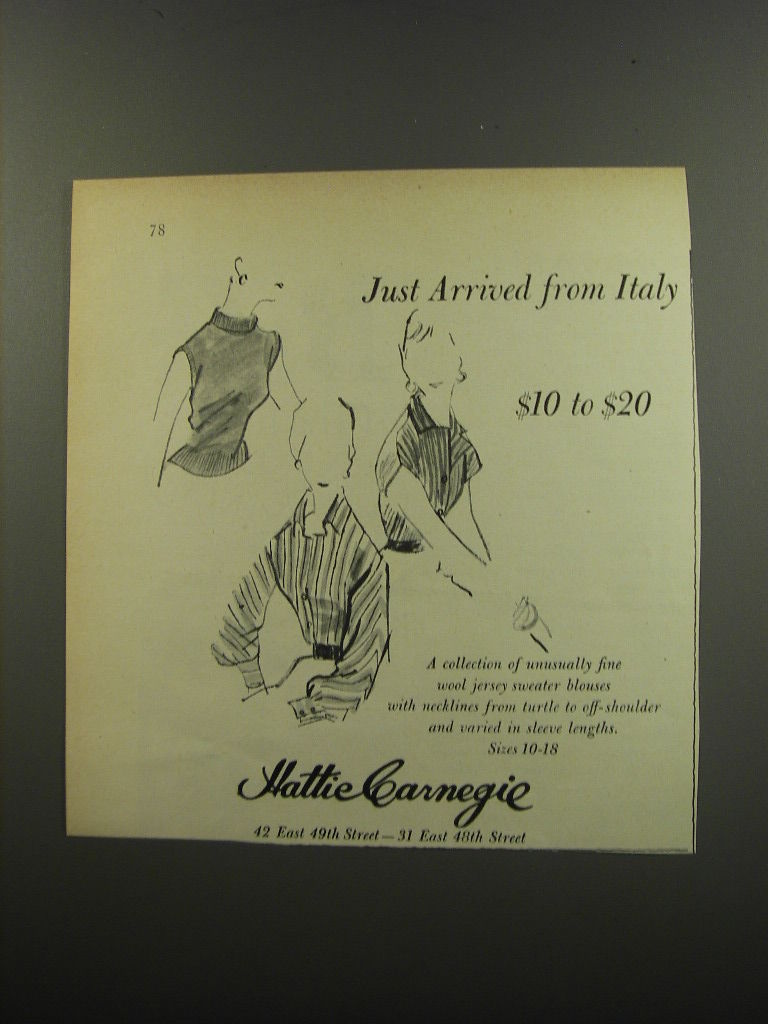 78
Just Arrived from Italy
$10 to $20
A collection of unusually fine
wool jersey sweater blouses
with necklines from turtle to off-shoulder
and varied in sleeve lengths.
Sizes 10-18
Hattie Carnegie
42 East 49th Street — 31 East 48th Street